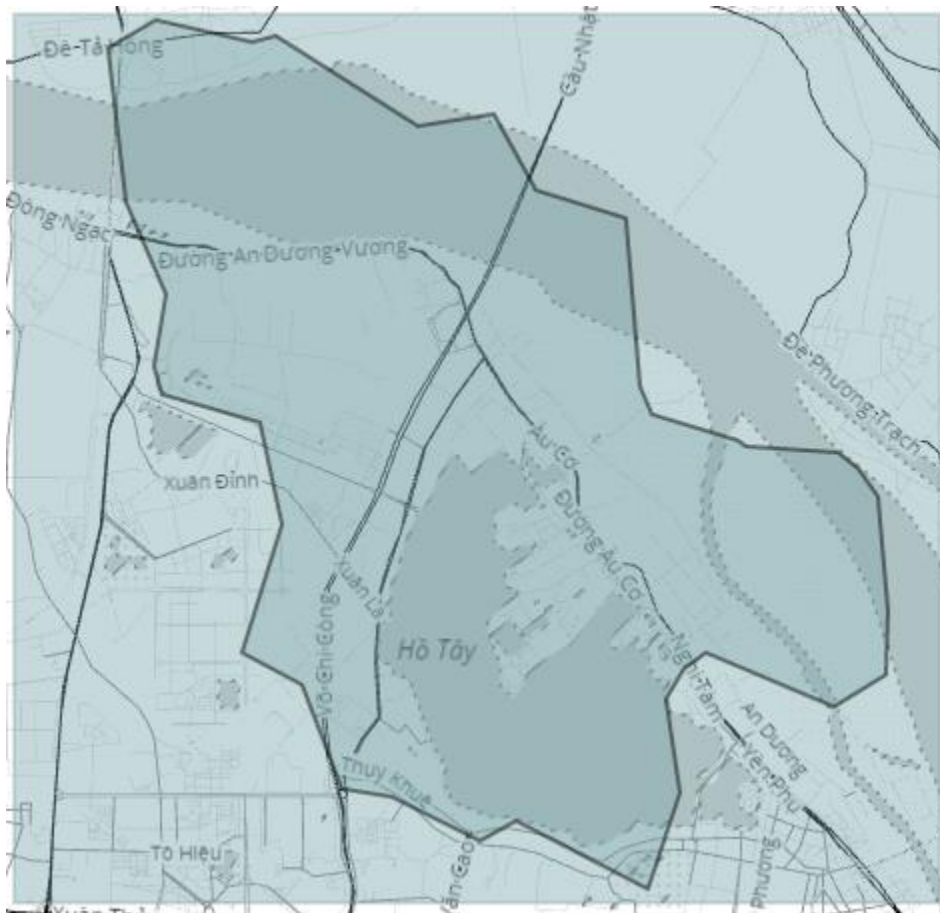 Cầu Nhật
Đê Tả Hồng
Đông Ngạc
Đường An Dương Vương
Đê Phương Trạch
Âu Cơ
Xuân Đỉnh
Đường Âu Cơ
Xuân La
Võ Chí Công
Hồ Tây
Nghi Tàm
An Dương
Yên Phụ
Thụy Khuê
Tô Hiệu
Phương